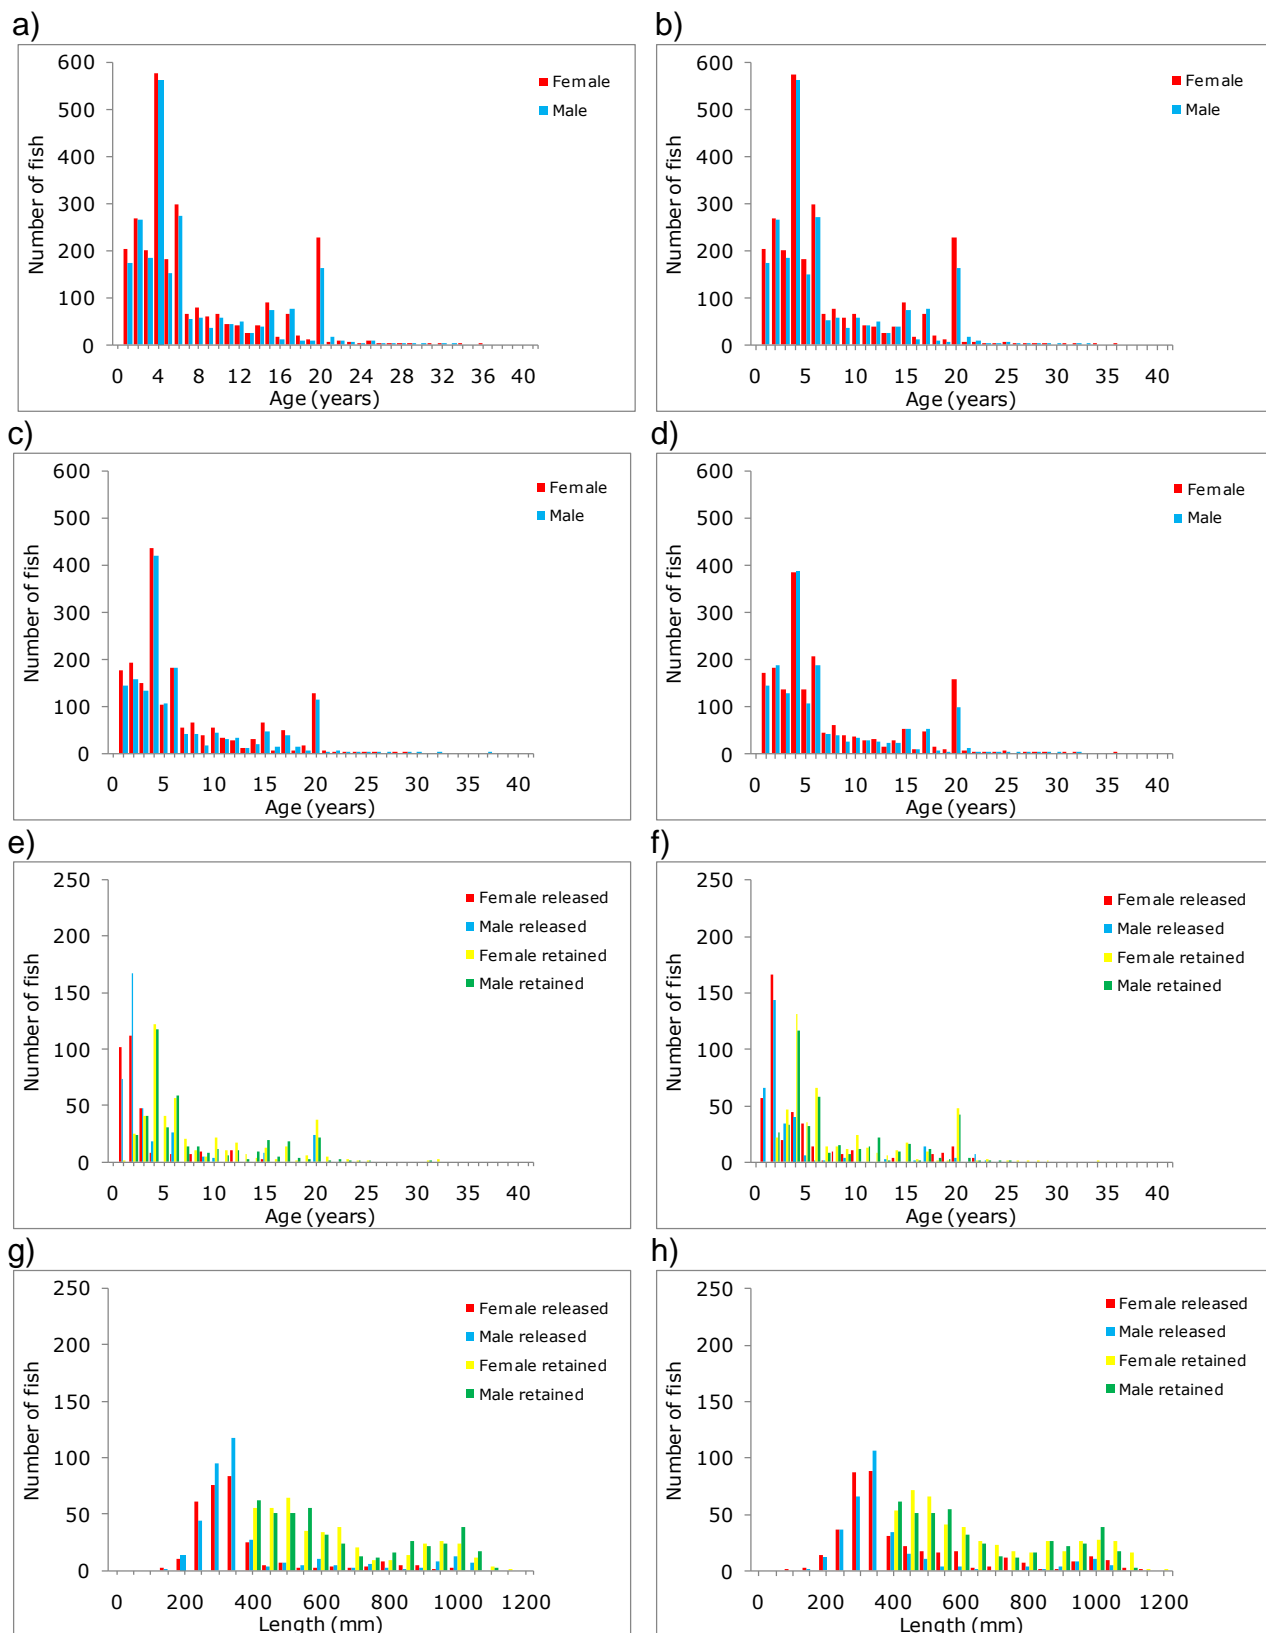 a)
600
500
400
300
200
100
0
Number of fish
Female
Male
0 4 8 12 16 20 24 28 32 36 40
Age (years)
b)
600
500
400
300
200
100
0
Number of fish
Female
Male
0 5 10 15 20 25 30 35 40
Age (years)
c)
600
500
400
300
200
100
0
Number of fish
Female
Male
0 5 10 15 20 25 30 35 40
Age (years)
d)
600
500
400
300
200
100
0
Number of fish
Female
Male
0 5 10 15 20 25 30 35 40
Age (years)
e)
250
200
150
100
50
0
Number of fish
Female released
Male released
Female retained
Male retained
0 5 10 15 20 25 30 35 40
Age (years)
f)
250
200
150
100
50
0
Number of fish
Female released
Male released
Female retained
Male retained
0 5 10 15 20 25 30 35 40
Age (years)
g)
250
200
150
100
50
0
Number of fish
Female released
Male released
Female retained
Male retained
0 200 400 600 800 1000 1200
Length (mm)
h)
250
200
150
100
50
0
Number of fish
Female released
Male released
Female retained
Male retained
0 200 400 600 800 1000 1200
Length (mm)